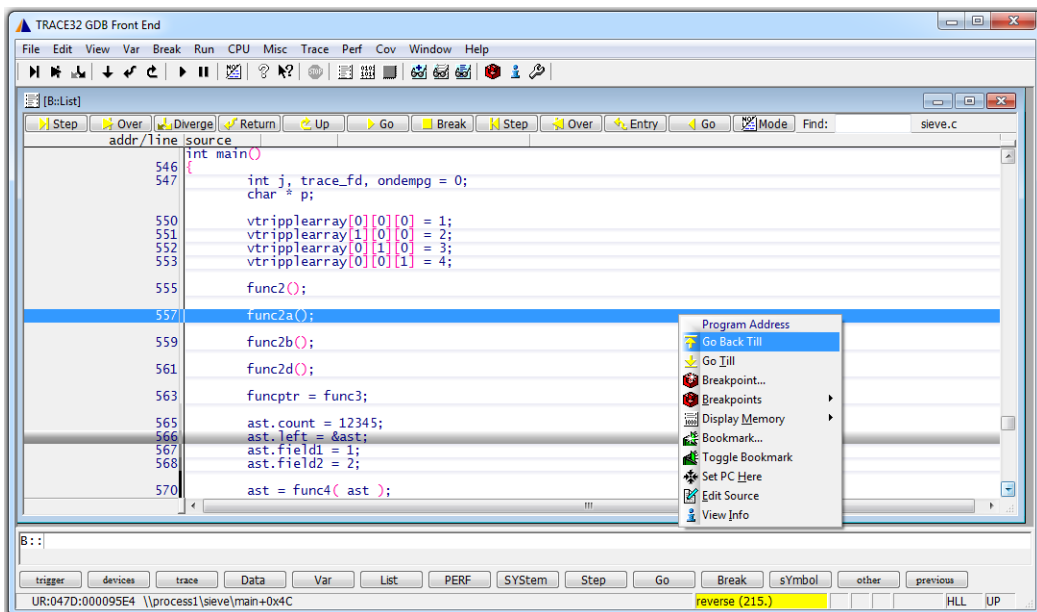 TRACE32 GDB Front End
File Edit View Var Break Run CPU Misc Trace Perf Cov Window Help
[B::List]
Step Over Diverge Return Up Go Break Step Over Entry Go Mode Find: sieve.c
addr/line source
int main()
546 {
547 int j, trace_fd, ondempg = 0;
char * p;
550 vtripplearray[0][0][0] = 1;
551 vtripplearray[1][0][0] = 2;
552 vtripplearray[0][1][0] = 3;
553 vtripplearray[0][0][1] = 4;
555 func2();
557 func2a();
559 func2b();
561 func2d();
563 funcptr = func3;
565 ast.count = 12345;
566 ast.left = &ast;
567 ast.field1 = 1;
568 ast.field2 = 2;
570 ast = func4( ast );
Program Address
Go Back Till
Go Till
Breakpoint...
Breakpoints
Display Memory
Bookmark...
Toggle Bookmark
Set PC Here
Edit Source
View Info
B::
trigger devices trace Data Var List PERF SYStem Step Go Break sYmbol other previous
UR:047D:000095E4 \\process1\sieve\main+0x4C reverse (215.) HLL UP